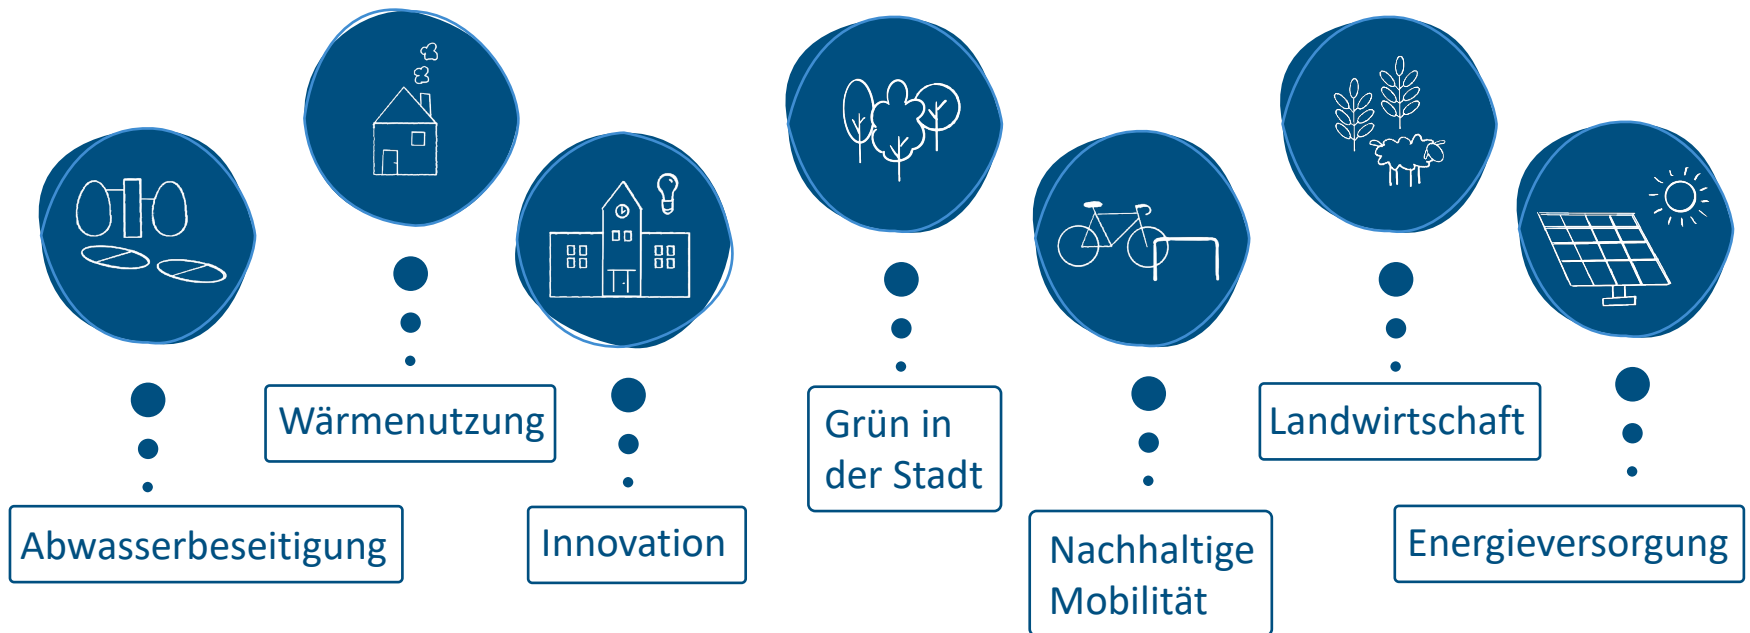 Abwasserbeseitigung
Wärmenutzung
Innovation
Grün in
der Stadt
Nachhaltige
Mobilität
Landwirtschaft
Energieversorgung